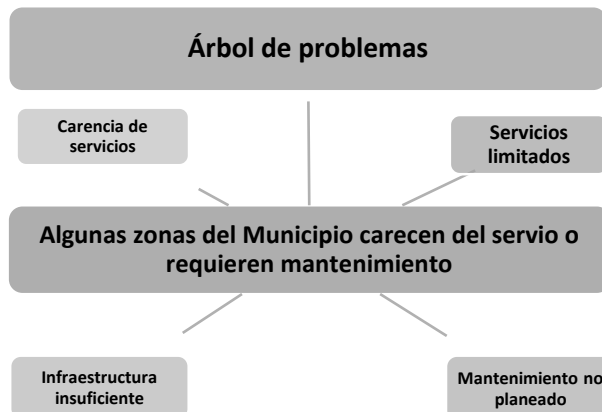 Árbol de problemas
Carencia de
servicios
Servicios
limitados
Algunas zonas del Municipio carecen del servio o
requieren mantenimiento
Infraestructura
insuficiente
Mantenimiento no
planeado